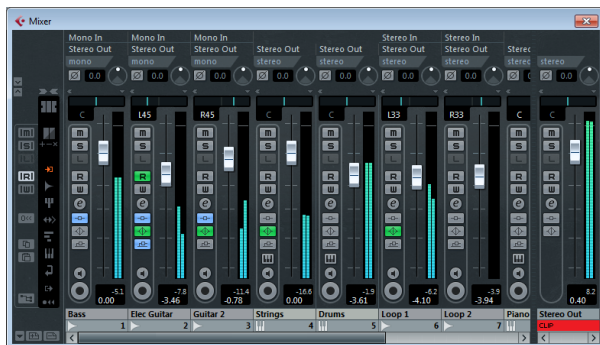 Mixer
Mono In Mono In Mono In Stereo In Stereo In
Stereo Out Stereo Out Stereo Out Stereo Out Stereo Out Stereo Out Stereo Out Stereo Stereo Out
mono mono mono stereo stereo stereo stereo stereo stereo
Ø 0.0 Ø 0.0 Ø 0.0 Ø 0.0 Ø 0.0 Ø 0.0 Ø 0.0 Ø Ø 0.0
C L45 R45 C C L33 R33 C C
m m m m m m m m m
S S S S S S S S S
L L L L L L L L
R R R R R R R R
W W W W W W W W W
e e e e e e e e e
[M]
[S]
[L]
[R]
[W]
-5.1 -7.8 -11.4 -16.6 -1.9 -6.2 -3.9 8.2
0.00 -3.46 -0.78 0.00 -3.61 -4.10 -3.94 0.40
Bass Elec Guitar Guitar 2 Strings Drums Loop 1 Loop 2 Piano Stereo Out
1 2 3 4 5 6 7 CLIP